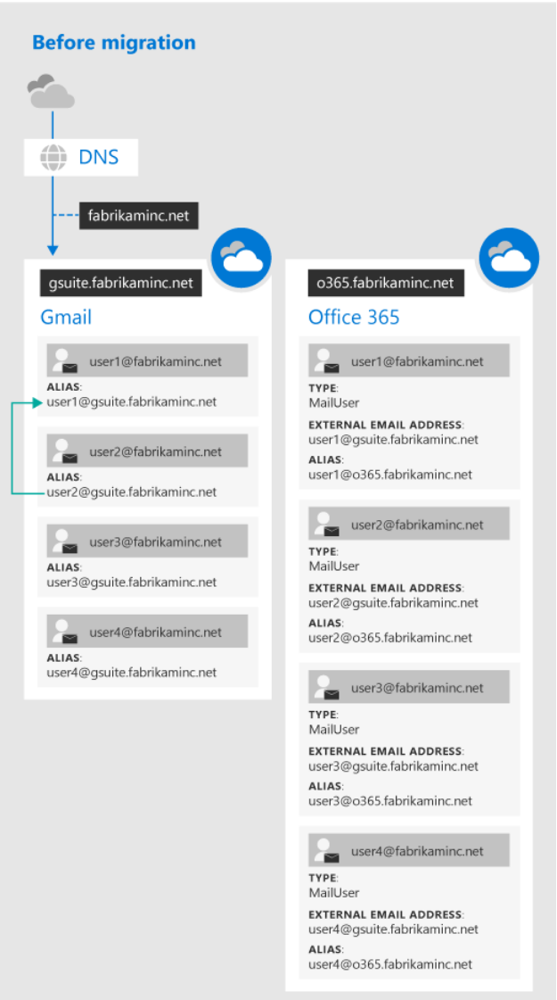 Before migration
DNS
fabrikaminc.net
gsuite.fabrikaminc.net
Gmail
user1@fabrikaminc.net
ALIAS:
user1@gsuite.fabrikaminc.net
user2@fabrikaminc.net
ALIAS:
user2@gsuite.fabrikaminc.net
user3@fabrikaminc.net
ALIAS:
user3@gsuite.fabrikaminc.net
user4@fabrikaminc.net
ALIAS:
user4@gsuite.fabrikaminc.net
o365.fabrikaminc.net
Office 365
user1@fabrikaminc.net
TYPE:
MailUser
EXTERNAL EMAIL ADDRESS:
user1@gsuite.fabrikaminc.net
ALIAS:
user1@o365.fabrikaminc.net
user2@fabrikaminc.net
TYPE:
MailUser
EXTERNAL EMAIL ADDRESS:
user2@gsuite.fabrikaminc.net
ALIAS:
user2@o365.fabrikaminc.net
user3@fabrikaminc.net
TYPE:
MailUser
EXTERNAL EMAIL ADDRESS:
user3@gsuite.fabrikaminc.net
ALIAS:
user3@o365.fabrikaminc.net
user4@fabrikaminc.net
TYPE:
MailUser
EXTERNAL EMAIL ADDRESS:
user4@gsuite.fabrikaminc.net
ALIAS:
user4@o365.fabrikaminc.net